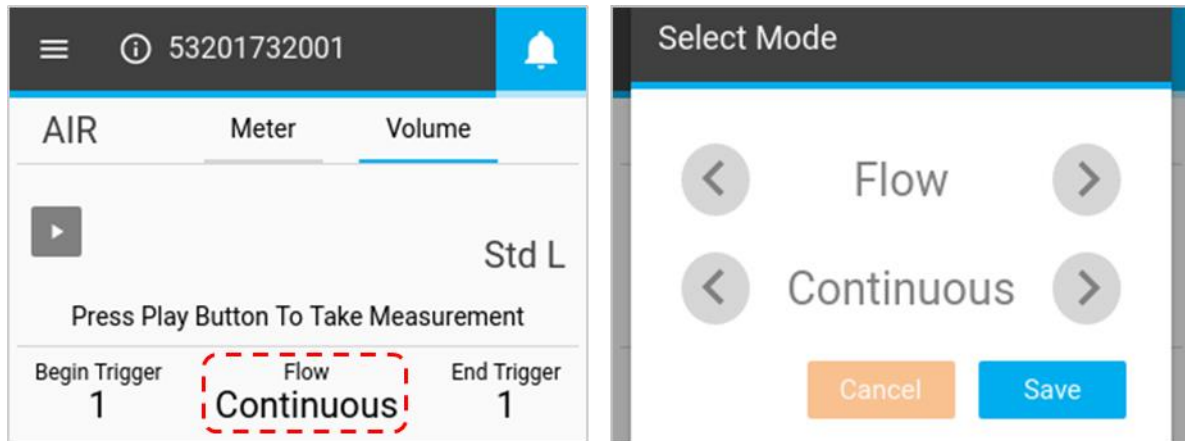 53201732001
AIR Meter Volume
Std L
Press Play Button To Take Measurement
Begin Trigger Flow End Trigger
1 Continuous 1
Select Mode
Flow
Continuous
Cancel Save